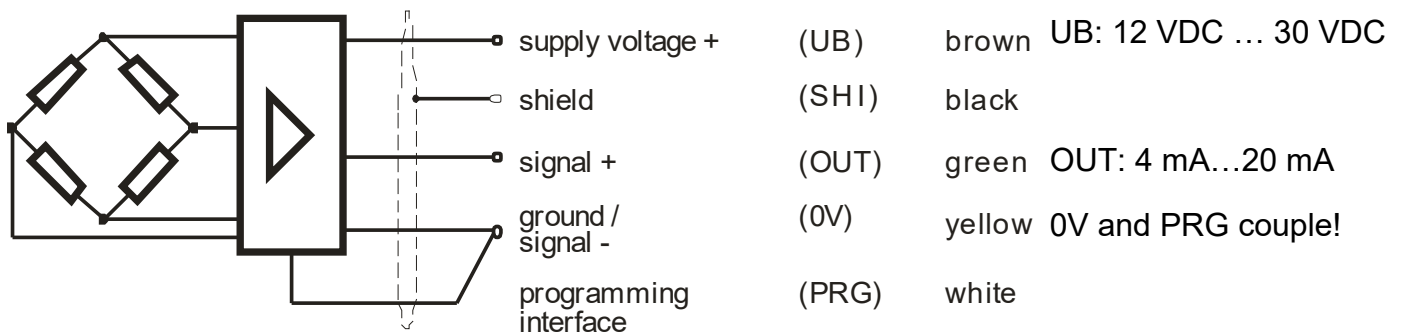 supply voltage + (UB) brown UB: 12 VDC … 30 VDC
shield (SHI) black
signal + (OUT) green OUT: 4 mA…20 mA
ground /
signal - (0V) yellow 0V and PRG couple!
programming
interface (PRG) white